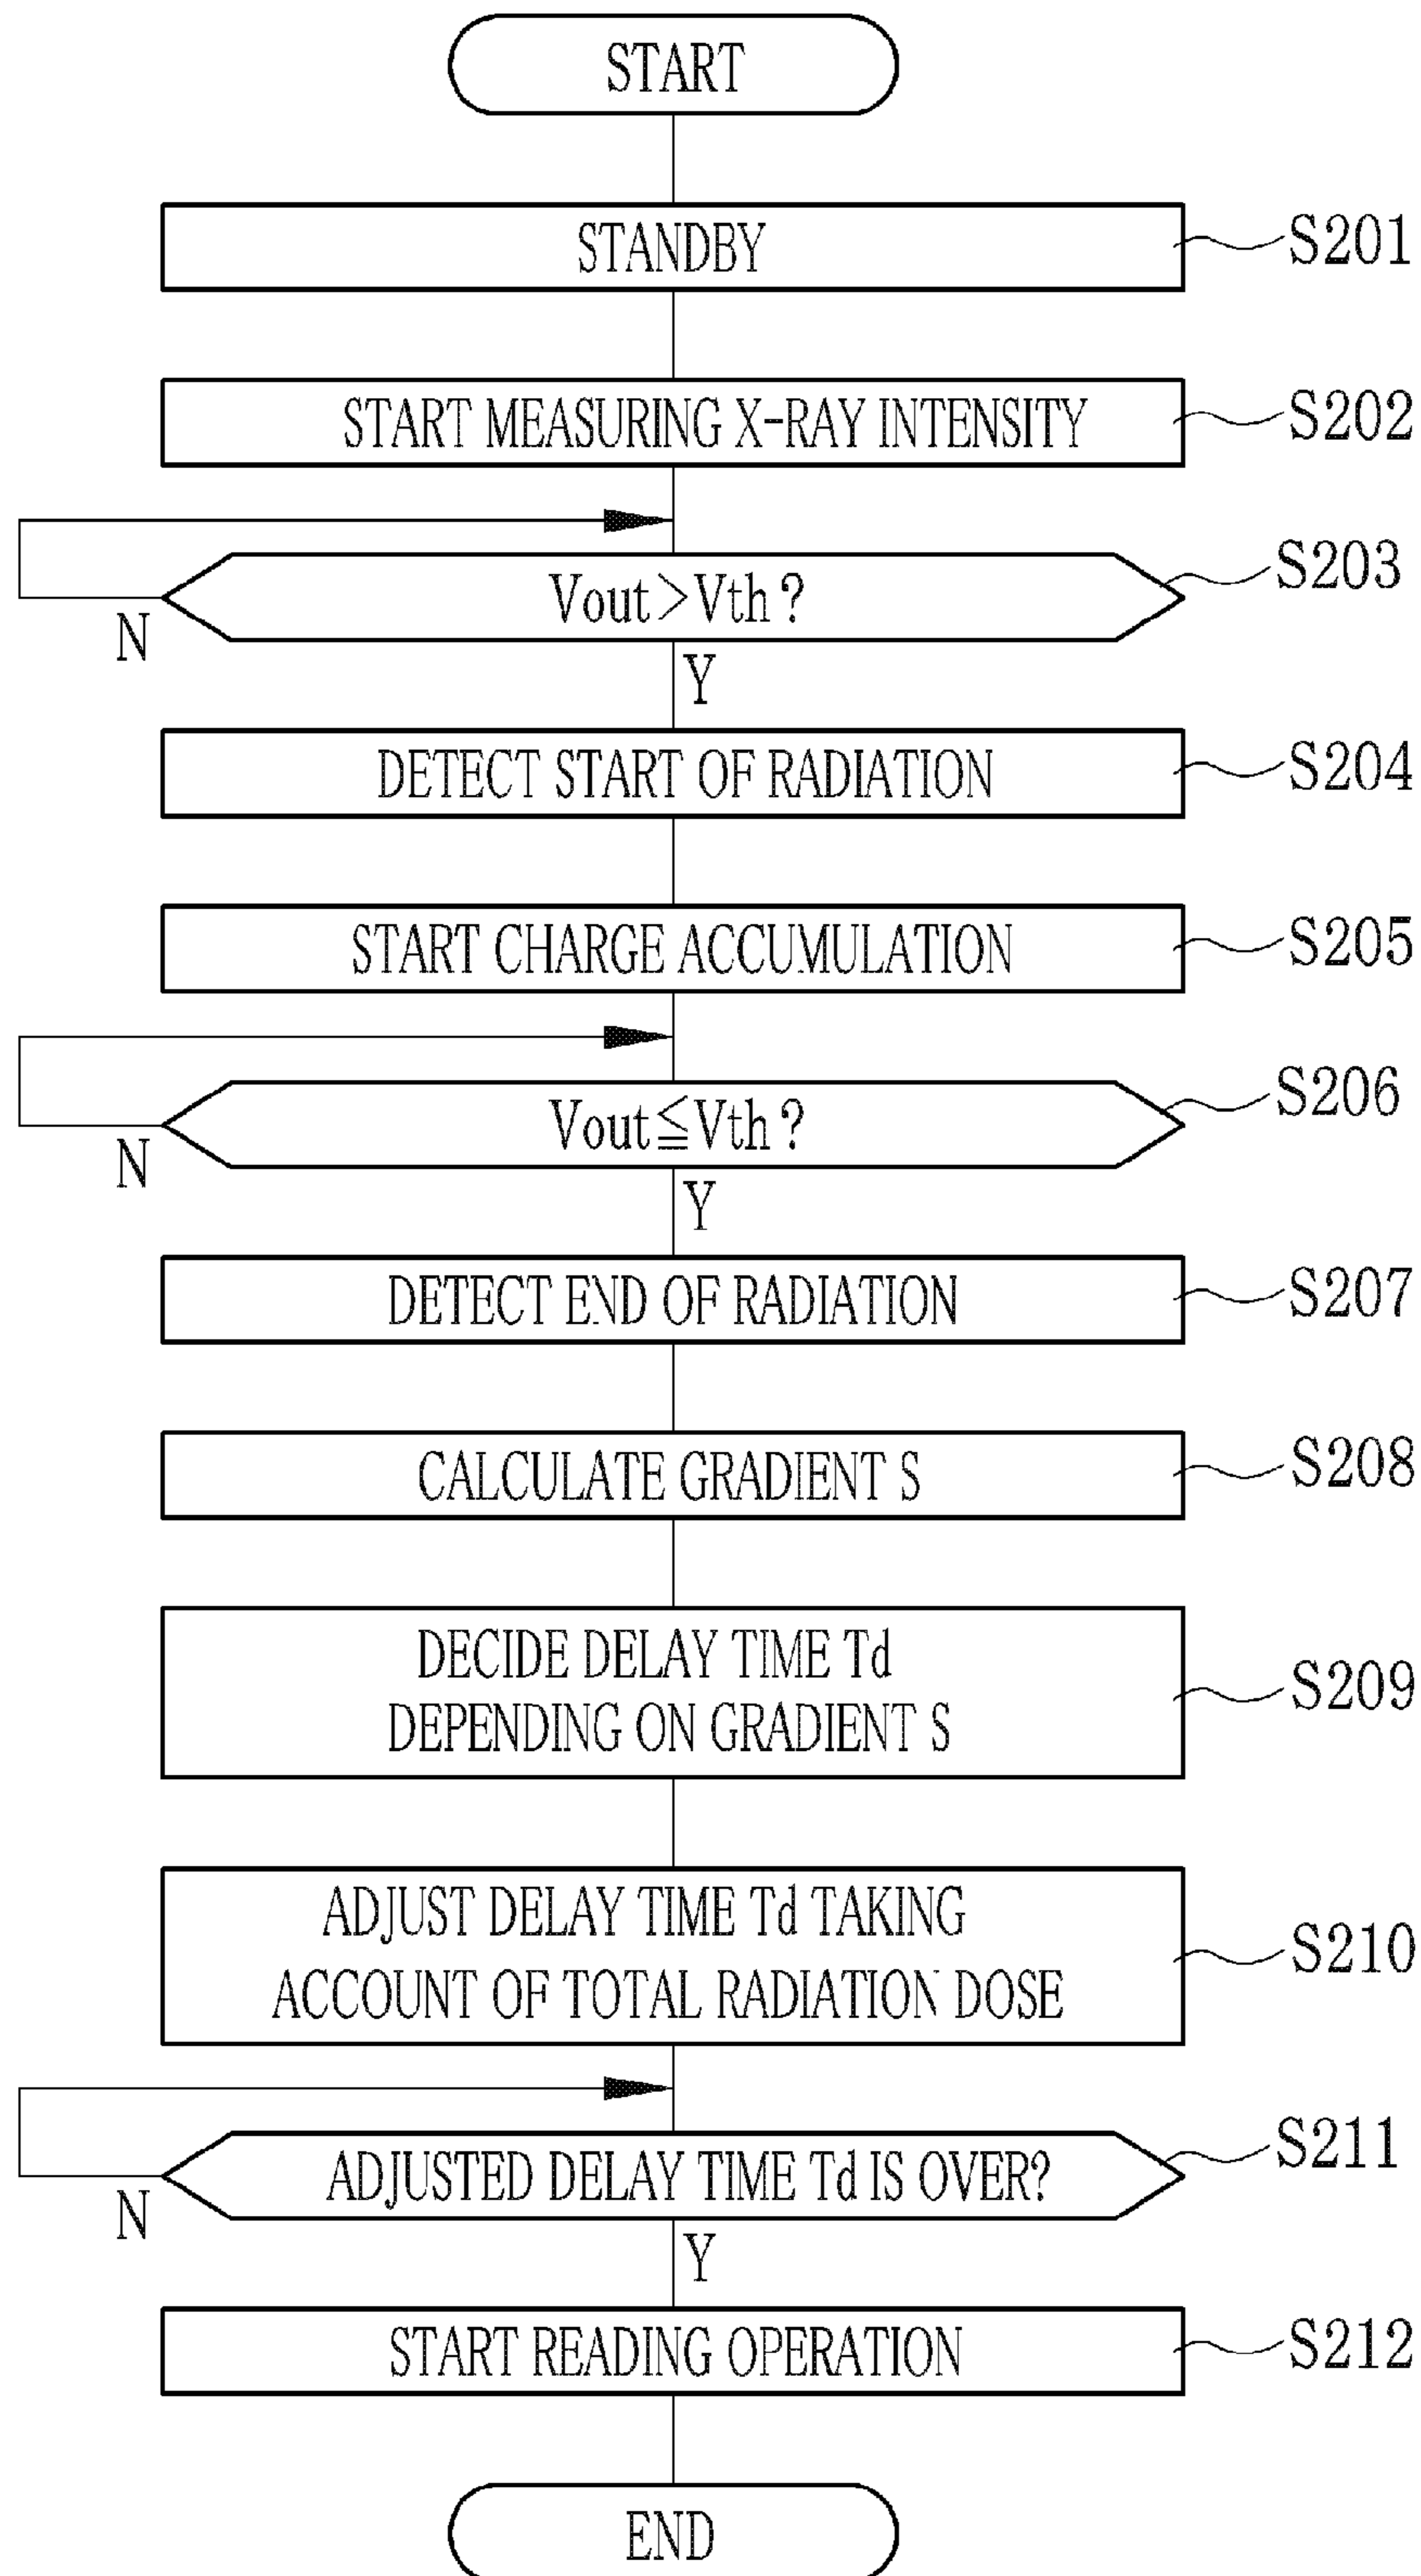 START
STANDBY
S201
START MEASURING X-RAY INTENSITY
S202
Vout>Vth?
S203
N
Y
DETECT START OF RADIATION
S204
START CHARGE ACCUMULATION
S205
Vout≦Vth?
S206
N
Y
DETECT END OF RADIATION
S207
CALCULATE GRADIENT S
S208
DECIDE DELAY TIME Td
DEPENDING ON GRADIENT S
S209
ADJUST DELAY TIME Td TAKING
ACCOUNT OF TOTAL RADIATION DOSE
S210
ADJUSTED DELAY TIME Td IS OVER?
S211
N
Y
START READING OPERATION
S212
END